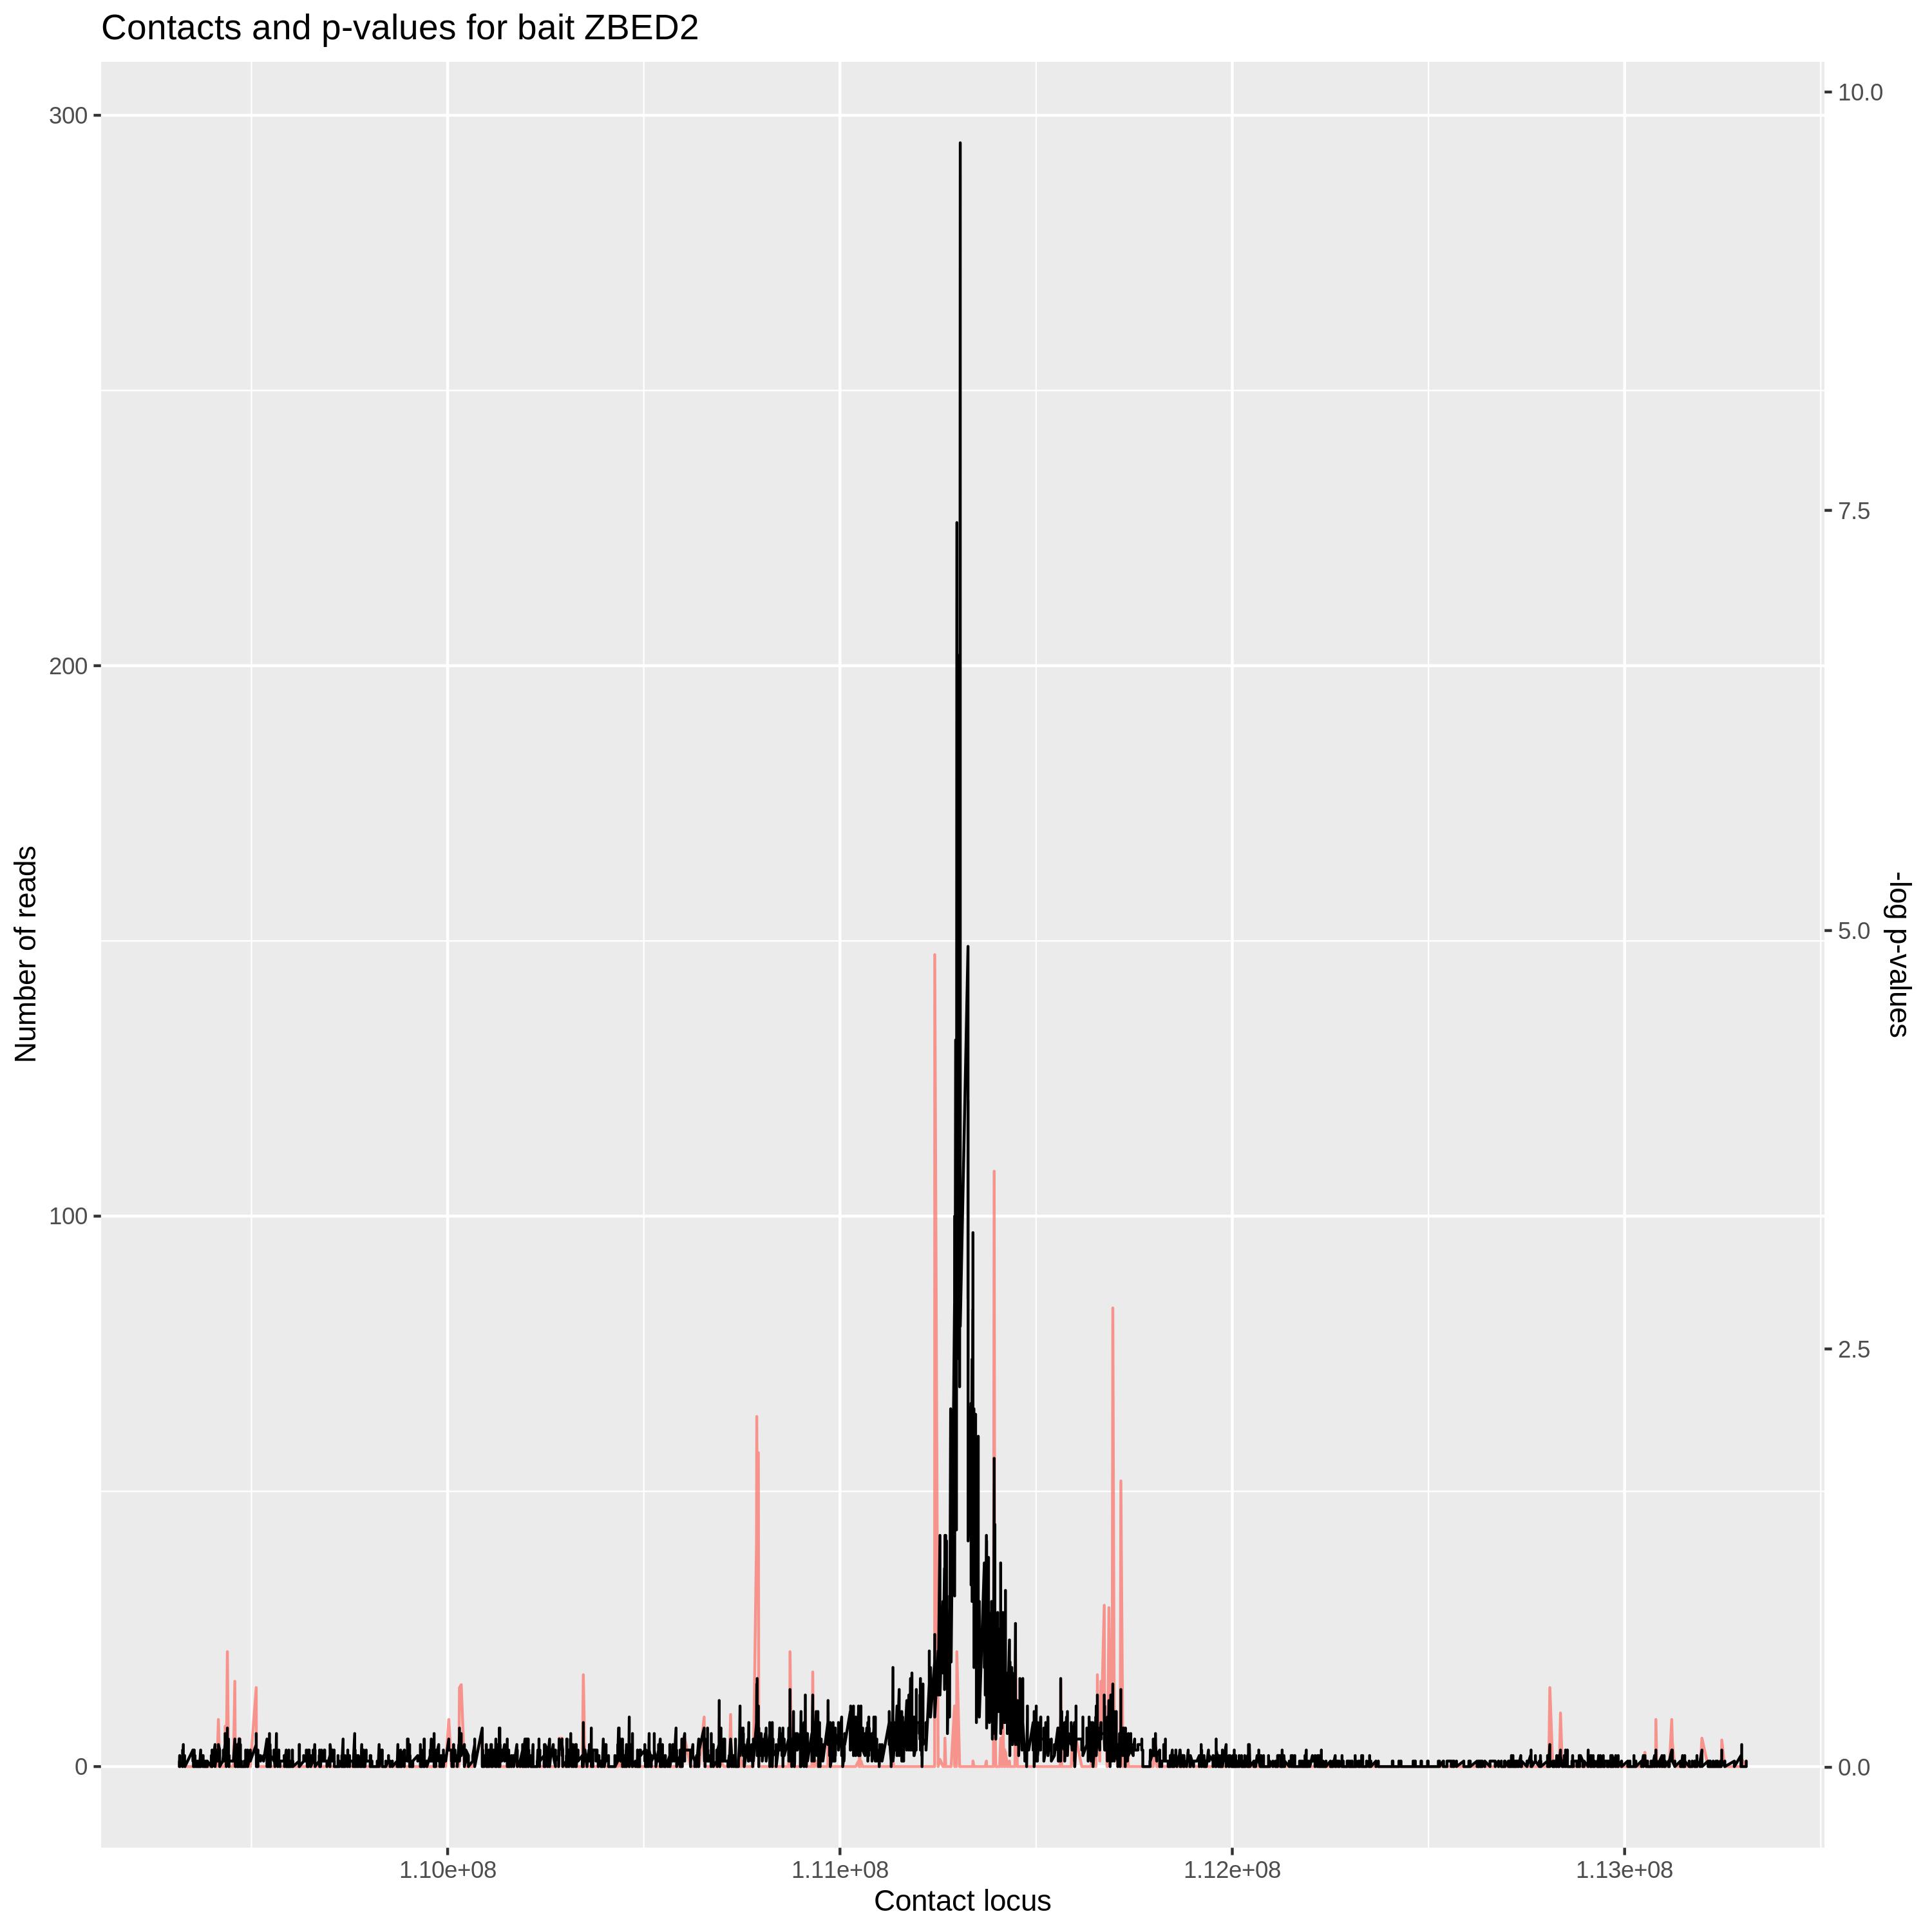 Contacts and p-values for bait ZBED2
300
200
100
0
Number of reads
10.0
7.5
5.0
2.5
0.0
-log p-values
1.10e+08
1.11e+08
1.12e+08
1.13e+08
Contact locus